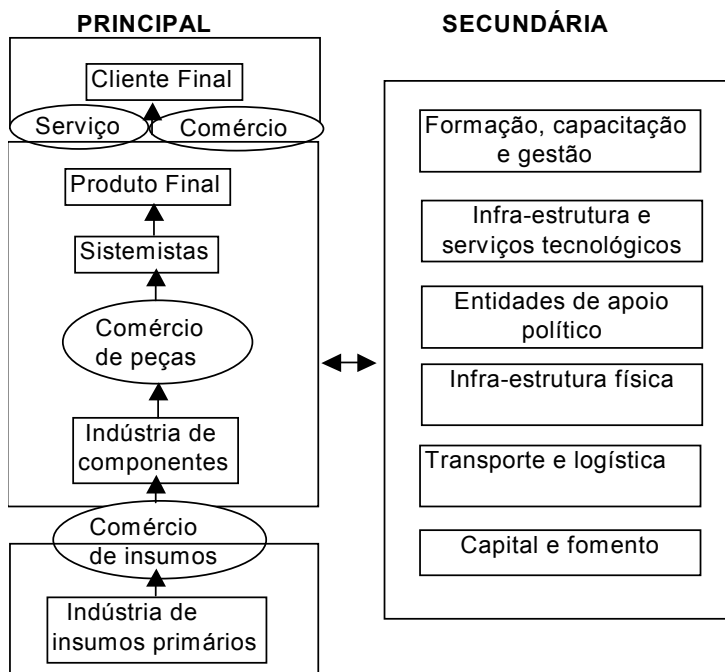 PRINCIPAL
Cliente Final
Serviço
Comércio
Produto Final
Sistemistas
Comércio
de peças
Indústria de
componentes
Comércio
de insumos
Indústria de
insumos primários
SECUNDÁRIA
Formação, capacitação
e gestão
Infra-estrutura e
serviços tecnológicos
Entidades de apoio
político
Infra-estrutura física
Transporte e logística
Capital e fomento